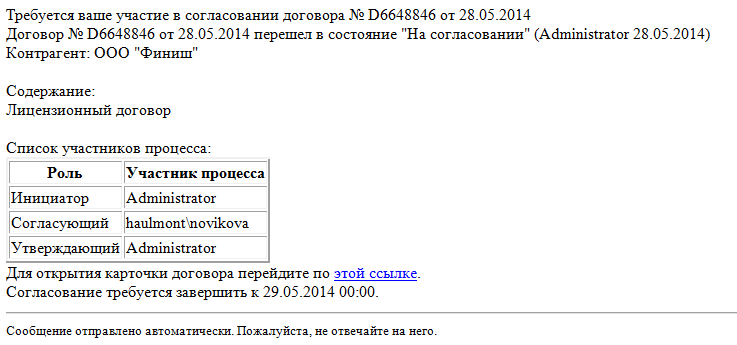 Требуется ваше участие в согласовании договора № D6648846 от 28.05.2014
Договор № D6648846 от 28.05.2014 перешел в состояние "На согласовании" (Administrator 28.05.2014)
Контрагент: ООО "Финиш"
Содержание:
Лицензионный договор
Список участников процесса:
Роль Участник процесса
Инициатор Administrator
Согласующий haulmont\novikova
Утверждающий Administrator
Для открытия карточки договора перейдите по этой ссылке.
Согласование требуется завершить к 29.05.2014 00:00.
Сообщение отправлено автоматически. Пожалуйста, не отвечайте на него.